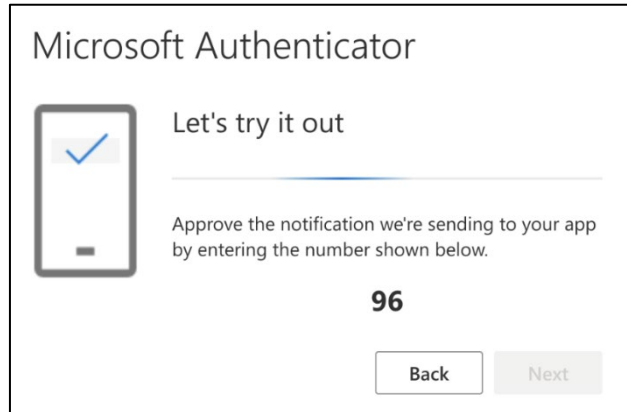 Microsoft Authenticator
Let's try it out
Approve the notification we're sending to your app
by entering the number shown below.
96
Back
Next